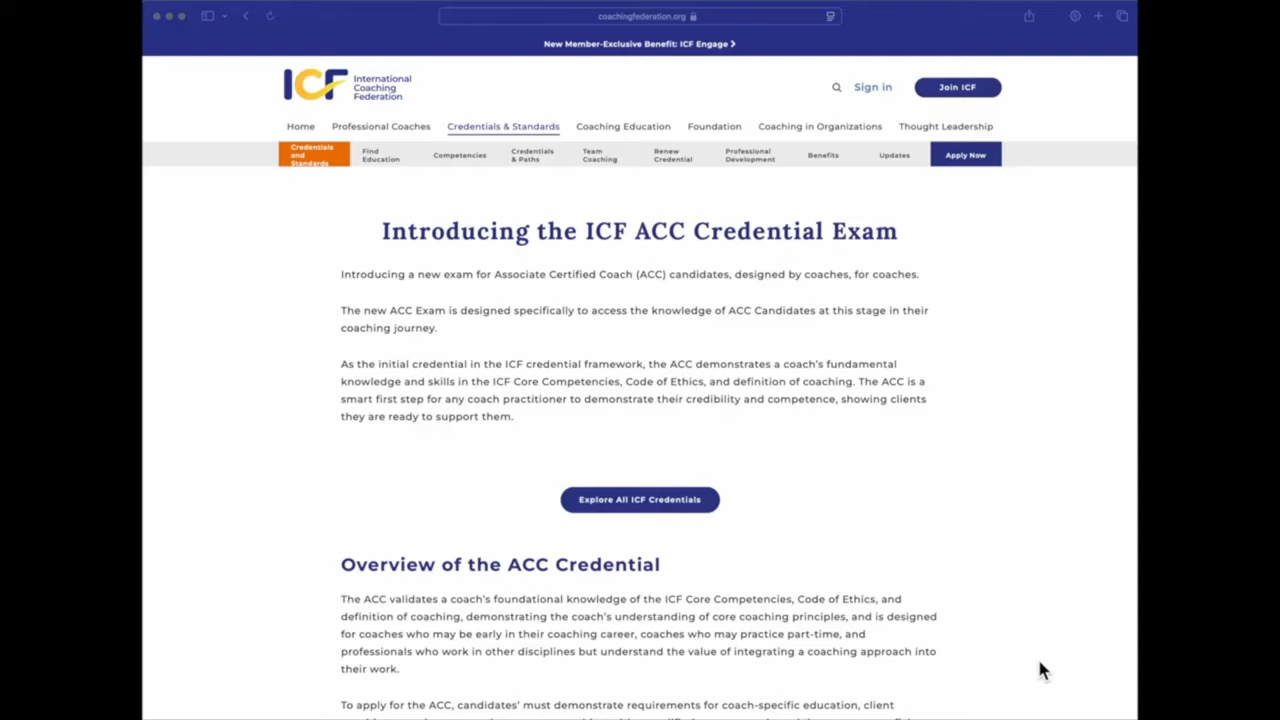 coachingfederation.org
New Member-Exclusive Benefit: ICF Engage
ICF International
Coaching
Federation
Sign in
Join ICF
Home Professional Coaches Credentials & Standards Coaching Education Foundation Coaching in Organizations Thought Leadership
Credentials
and
Standards
Find
Education
Competencies
Credentials
& Paths
Team
Coaching
Renew
Credential
Professional
Development
Benefits
Updates
Apply Now
Introducing the ICF ACC Credential Exam
Introducing a new exam for Associate Certified Coach (ACC) candidates, designed by coaches, for coaches.
The new ACC Exam is designed specifically to access the knowledge of ACC Candidates at this stage in their
coaching journey.
As the initial credential in the ICF credential framework, the ACC demonstrates a coach's fundamental
knowledge and skills in the ICF Core Competencies, Code of Ethics, and definition of coaching. The ACC is a
smart first step for any coach practitioner to demonstrate their credibility and competence, showing clients
they are ready to support them.
Explore All ICF Credentials
Overview of the ACC Credential
The ACC validates a coach's foundational knowledge of the ICF Core Competencies, Code of Ethics, and
definition of coaching, demonstrating the coach's understanding of core coaching principles, and is designed
for coaches who may be early in their coaching career, coaches who may practice part-time, and
professionals who work in other disciplines but understand the value of integrating a coaching approach into
their work.
To apply for the ACC, candidates' must demonstrate requirements for coach-specific education, client